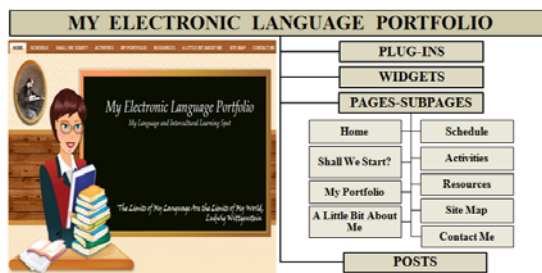 MY ELECTRONIC LANGUAGE PORTFOLIO
HOME SCHEDULE SHALL WE START? ACTIVITIES MY PORTFOLIO RESOURCES A LITTLE BIT ABOUT ME SITE MAP CONTACT ME
My Electronic Language Portfolio
My Language and Intercultural Learning Spot
The Limits of My Language Are the Limits of My World,
Ludwig Wittgenstein
PLUG-INS
WIDGETS
PAGES-SUBPAGES
Home
Shall We Start?
My Portfolio
A Little Bit About
Me
Schedule
Activities
Resources
Site Map
Contact Me
POSTS